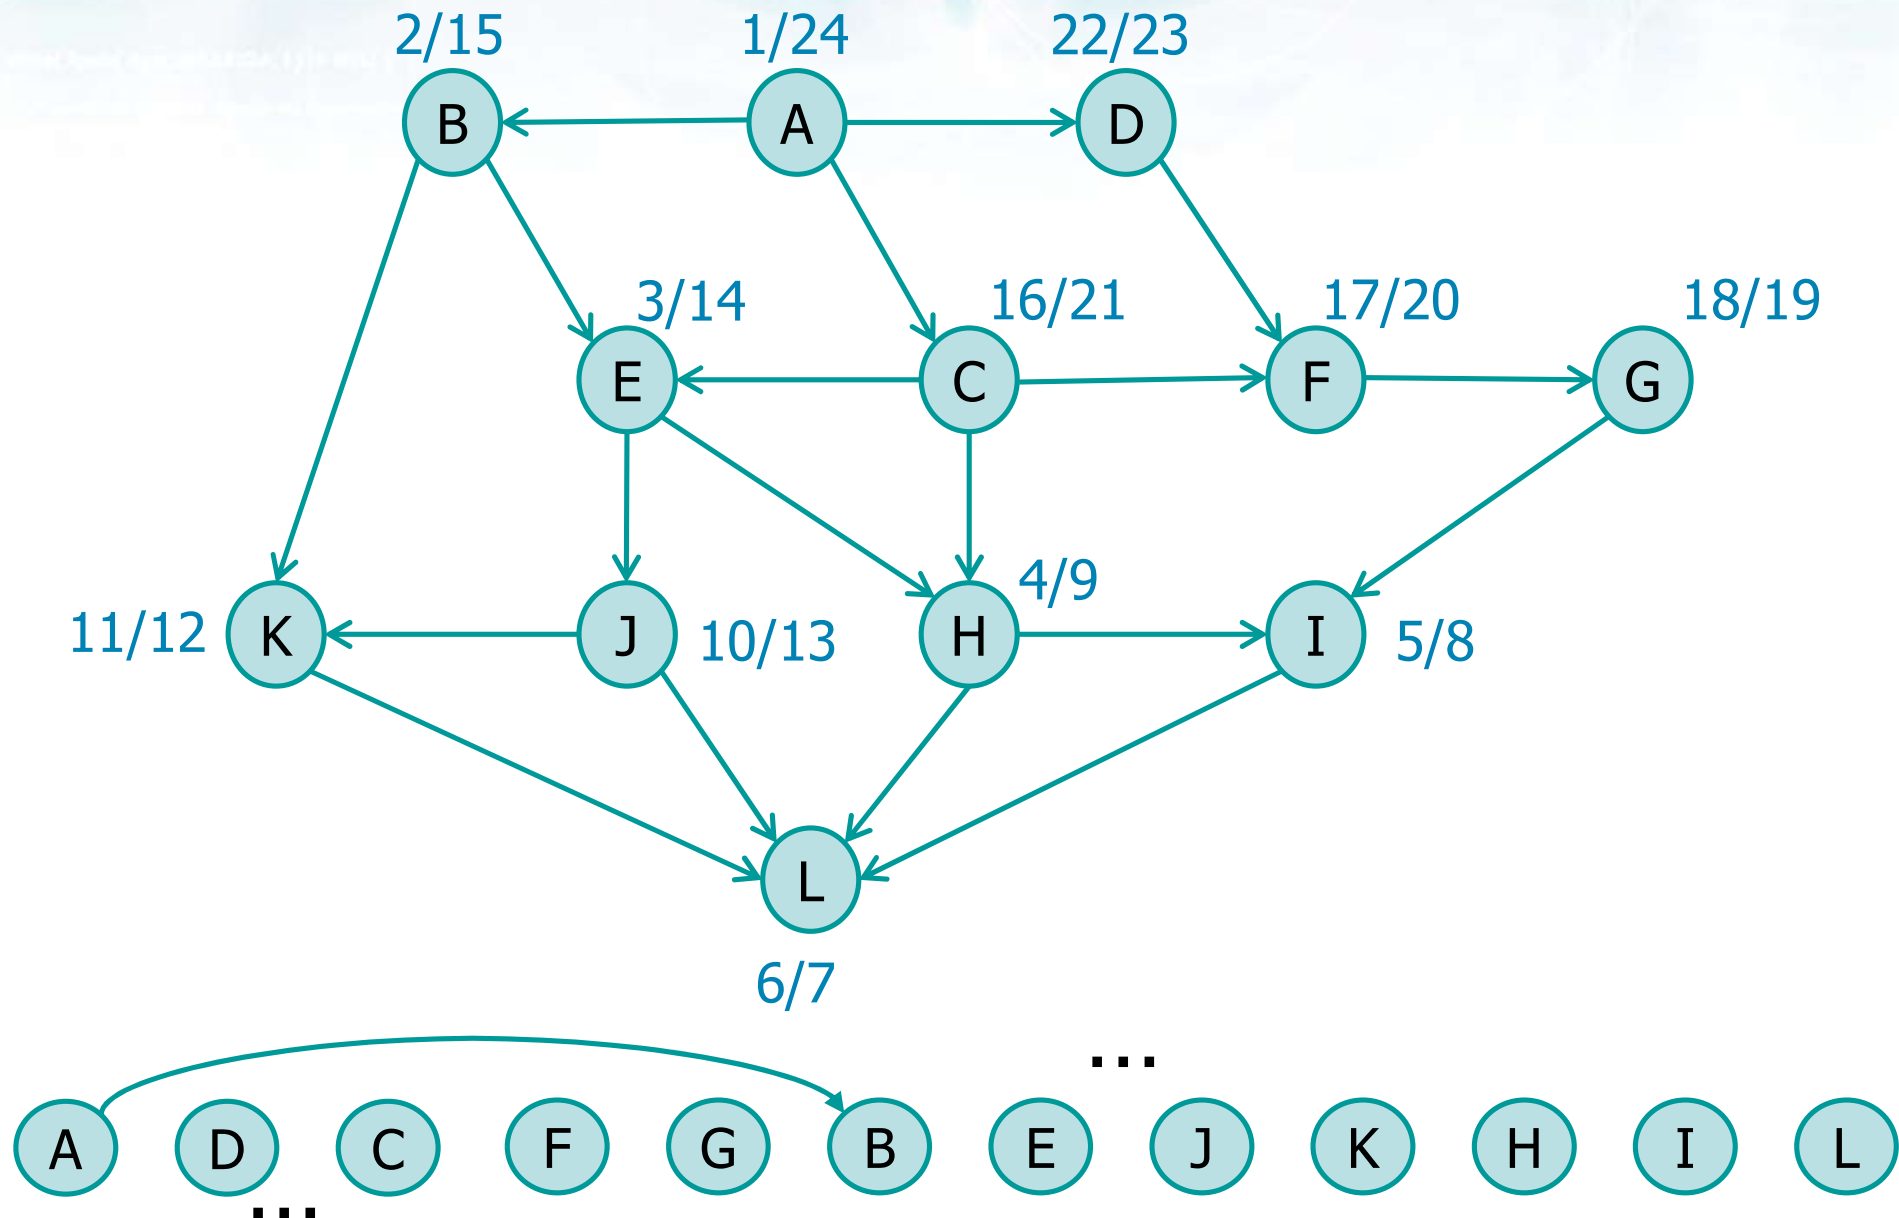 2/15 1/24 22/23
B A D
3/14 16/21 17/20 18/19
E C F G
4/9
11/12 K J 10/13 H I 5/8
L
6/7
...
A D C F G B E J K H I L
...